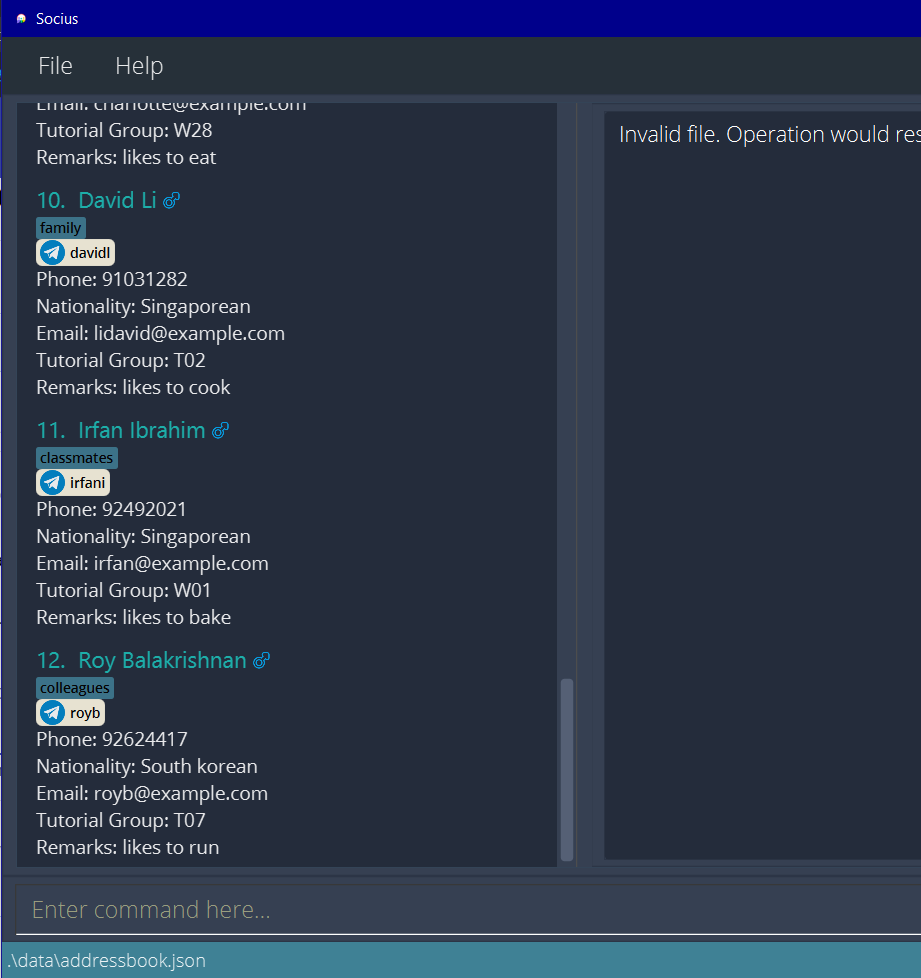 Socius
File Help
Email: charlotte@example.com
Tutorial Group: W28
Remarks: likes to eat
10. David Li
family
davidl
Phone: 91031282
Nationality: Singaporean
Email: lidavid@example.com
Tutorial Group: T02
Remarks: likes to cook
11. Irfan Ibrahim
classmates
irfani
Phone: 92492021
Nationality: Singaporean
Email: irfan@example.com
Tutorial Group: W01
Remarks: likes to bake
12. Roy Balakrishnan
colleagues
royb
Phone: 92624417
Nationality: South korean
Email: royb@example.com
Tutorial Group: T07
Remarks: likes to run
Invalid file. Operation would res
Enter command here...
.\data\addressbook.json